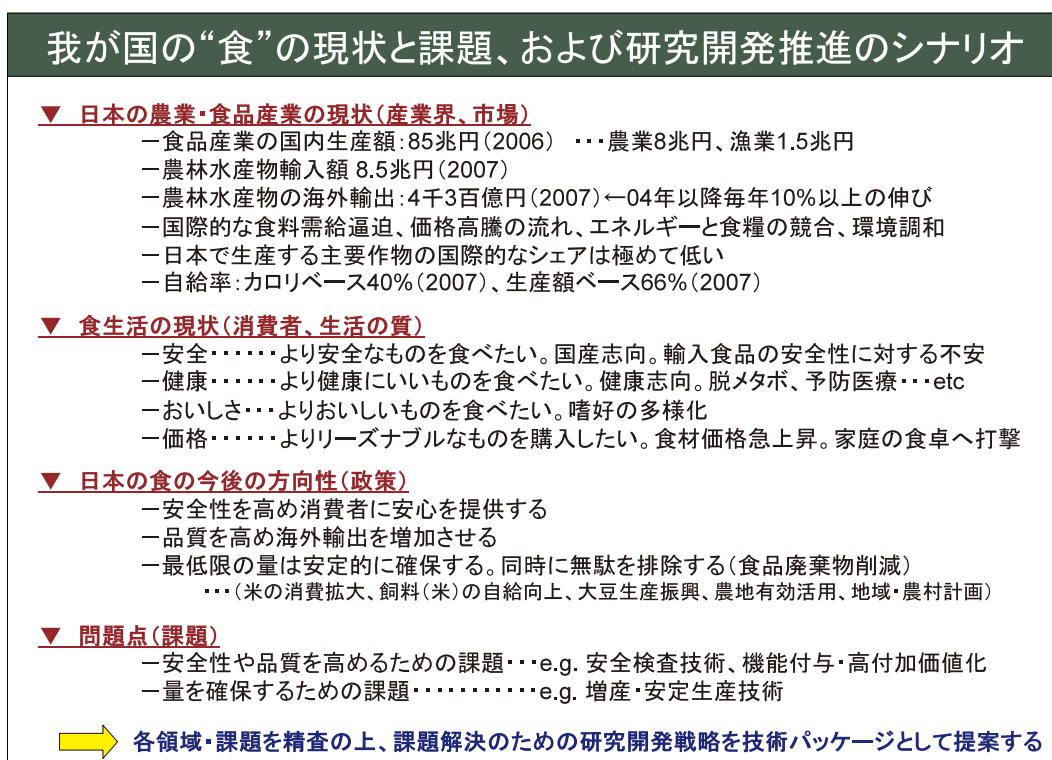 我が国の“食”の現状と課題、および研究開発推進のシナリオ
▼ 日本の農業・食品産業の現状(産業界、市場)
－食品産業の国内生産額：85兆円(2006) ・・・農業8兆円、漁業1.5兆円
－農林水産物輸入額 8.5兆円(2007)
－農林水産物の海外輸出：4千3百億円(2007)←04年以降毎年10%以上の伸び
－国際的な食料需給逼迫、価格高騰の流れ、エネルギーと食糧の競合、環境調和
－日本で生産する主要作物の国際的なシェアは極めて低い
－自給率：カロリベース40%(2007)、生産額ベース66%(2007)
▼ 食生活の現状(消費者、生活の質)
－安全・・・・・・より安全なものを食べたい。国産志向。輸入食品の安全性に対する不安
－健康・・・・・・より健康にいいものを食べたい。健康志向。脱メタボ、予防医療・・・etc
－おいしさ・・・よりおいしいものを食べたい。嗜好の多様化
－価格・・・・・・よりリーズナブルなものを購入したい。食材価格急上昇。家庭の食卓へ打撃
▼ 日本の食の今後の方向性(政策)
－安全性を高め消費者に安心を提供する
－品質を高め海外輸出を増加させる
－最低限の量は安定的に確保する。同時に無駄を排除する(食品廃棄物削減)
・・・(米の消費拡大、飼料(米)の自給向上、大豆生産振興、農地有効活用、地域・農村計画)
▼ 問題点(課題)
－安全性や品質を高めるための課題・・・e.g. 安全検査技術、機能付与・高付加価値化
－量を確保するための課題・・・・・・・・・・・e.g. 増産・安定生産技術
各領域・課題を精査の上、課題解決のための研究開発戦略を技術パッケージとして提案する